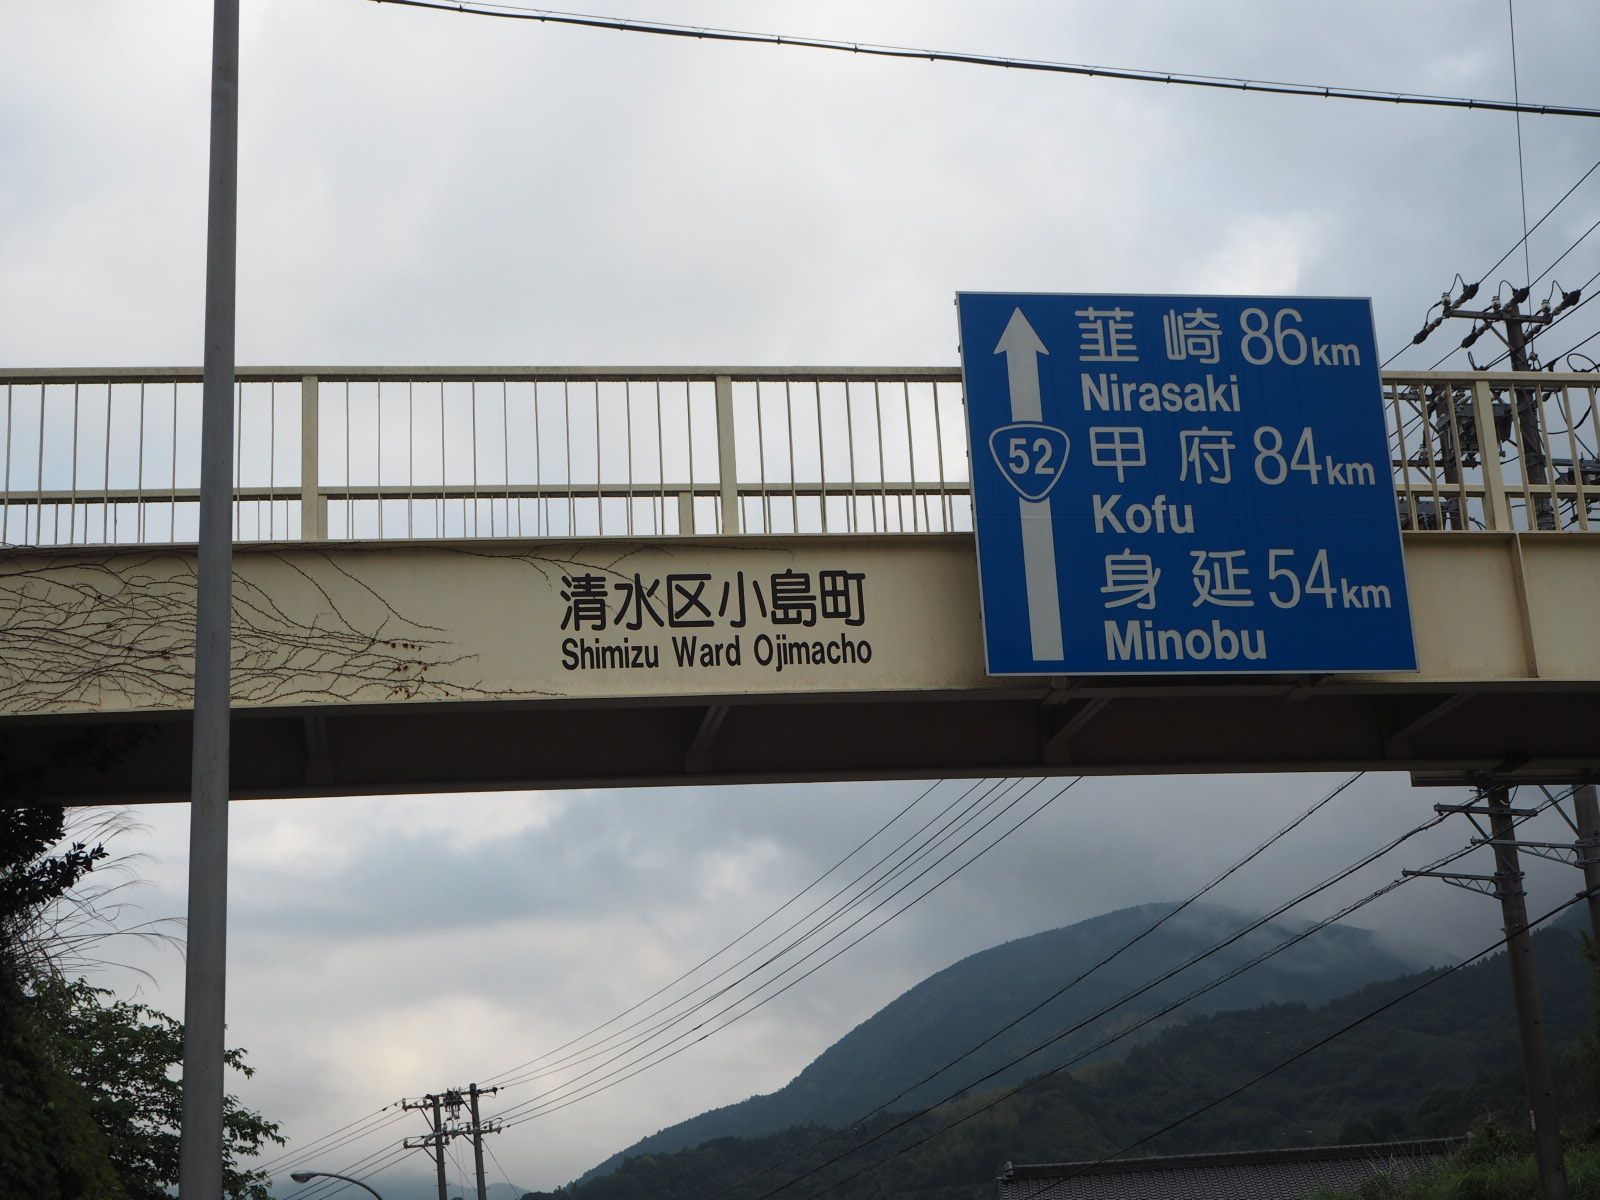 清水区小島町
Shimizu Ward Ojimacho
韮崎 86km
Nirasaki
52
甲府 84km
Kofu
身延 54km
Minobu